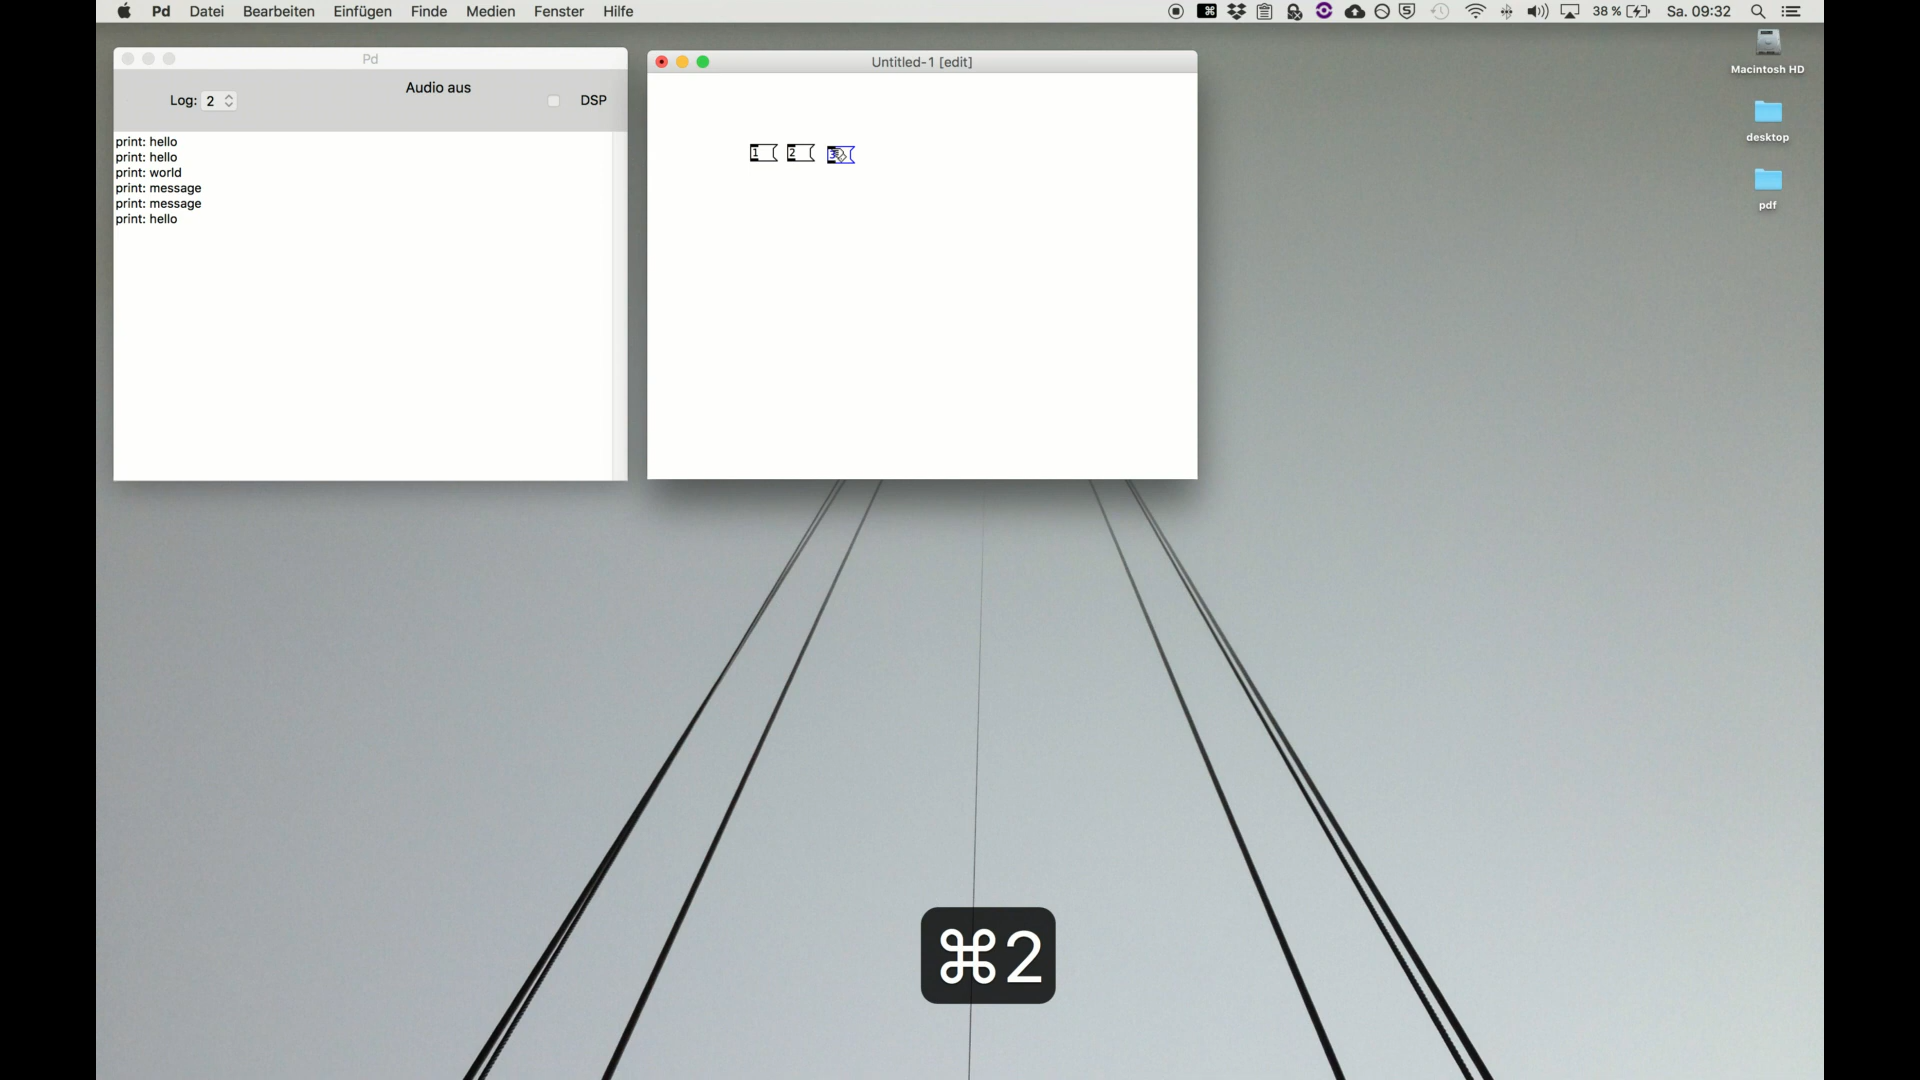 Pd Datei Bearbeiten Einfügen Finde Medien Fenster Hilfe 38 % Sa. 09:32
Pd
Audio aus
Log: 2
DSP
print: hello
print: hello
print: world
print: message
print: message
print: hello
Untitled-1 [edit]
1 2 3
Macintosh HD
desktop
pdf
⌘2